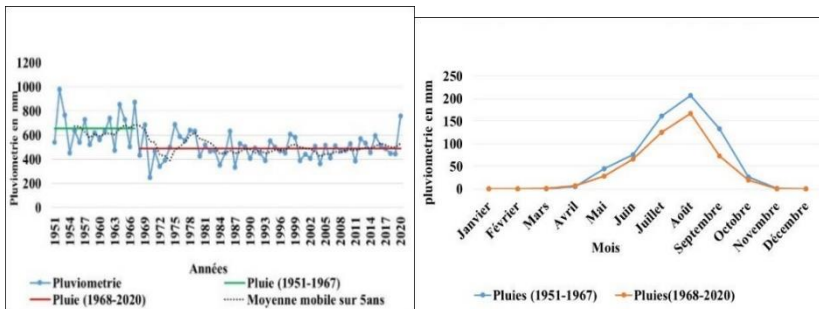 Pluviometrie en mm
1200
1000
800
600
400
200
0
1951
1954
1957
1960
1963
1966
1969
1972
1975
1978
1981
1984
1987
1990
1993
1996
1999
2002
2005
2008
2011
2014
2017
2020
Années
Pluviometrie
Pluie (1951-1967)
Pluie (1968-2020)
Moyenne mobile sur 5ans
pluviometrie en mm
250
200
150
100
50
0
Janvier
Février
Mars
Avril
Mai
Juin
Juillet
Août
Septembre
Octobre
Novembre
Décembre
Mois
Pluies (1951-1967)
Pluies(1968-2020)